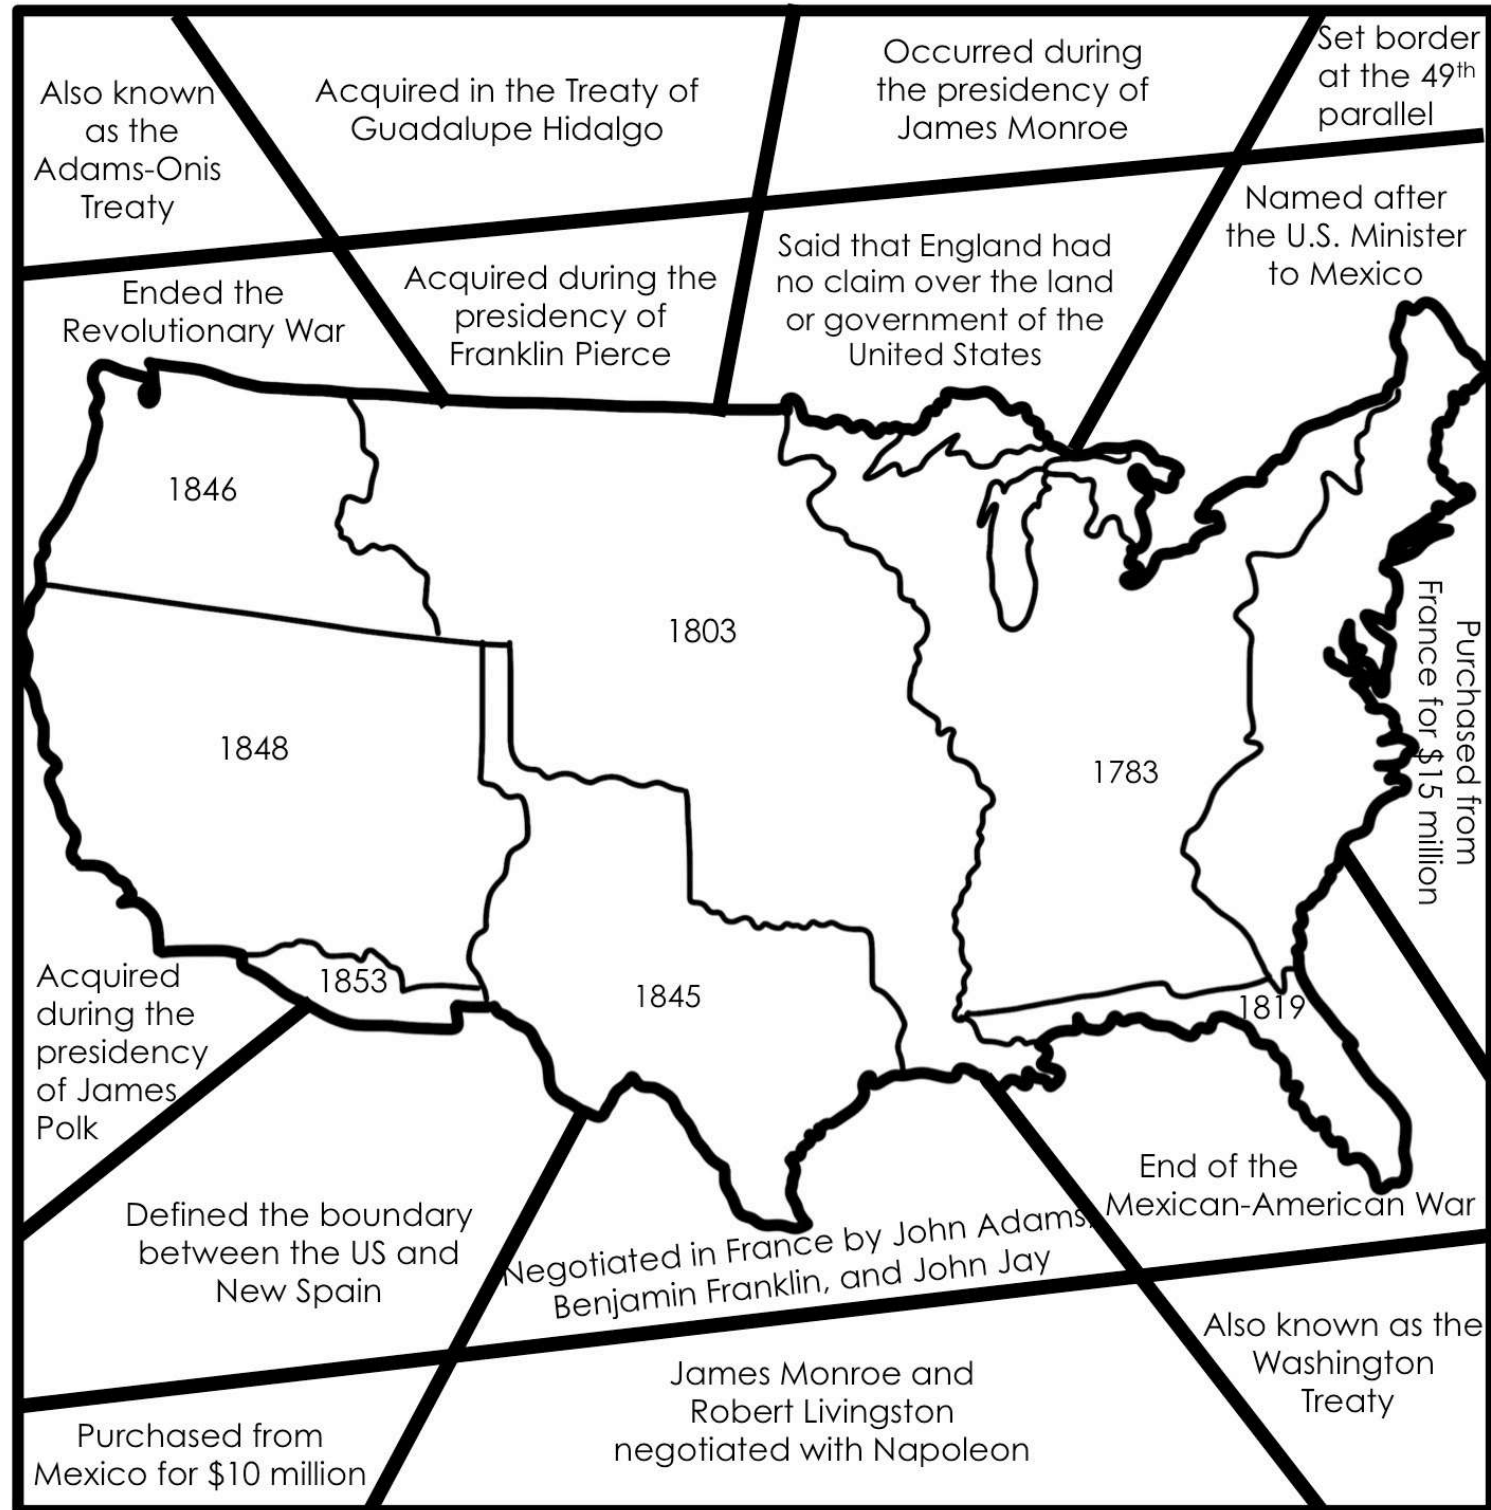 Also known
as the
Adams-Onis
Treaty
Acquired in the Treaty of
Guadalupe Hidalgo
Occurred during
the presidency of
James Monroe
Set border
at the 49th
parallel
Ended the
Revolutionary War
Acquired during the
presidency of
Franklin Pierce
Said that England had
no claim over the land
or government of the
United States
Named after
the U.S. Minister
to Mexico
1846
1803
1848
1783
1853
1845
1819
Purchased from
France for $15 million
Acquired
during the
presidency
of James
Polk
Defined the boundary
between the US and
New Spain
Negotiated in France by John Adams,
Benjamin Franklin, and John Jay
End of the
Mexican-American War
Purchased from
Mexico for $10 million
James Monroe and
Robert Livingston
negotiated with Napoleon
Also known as the
Washington
Treaty